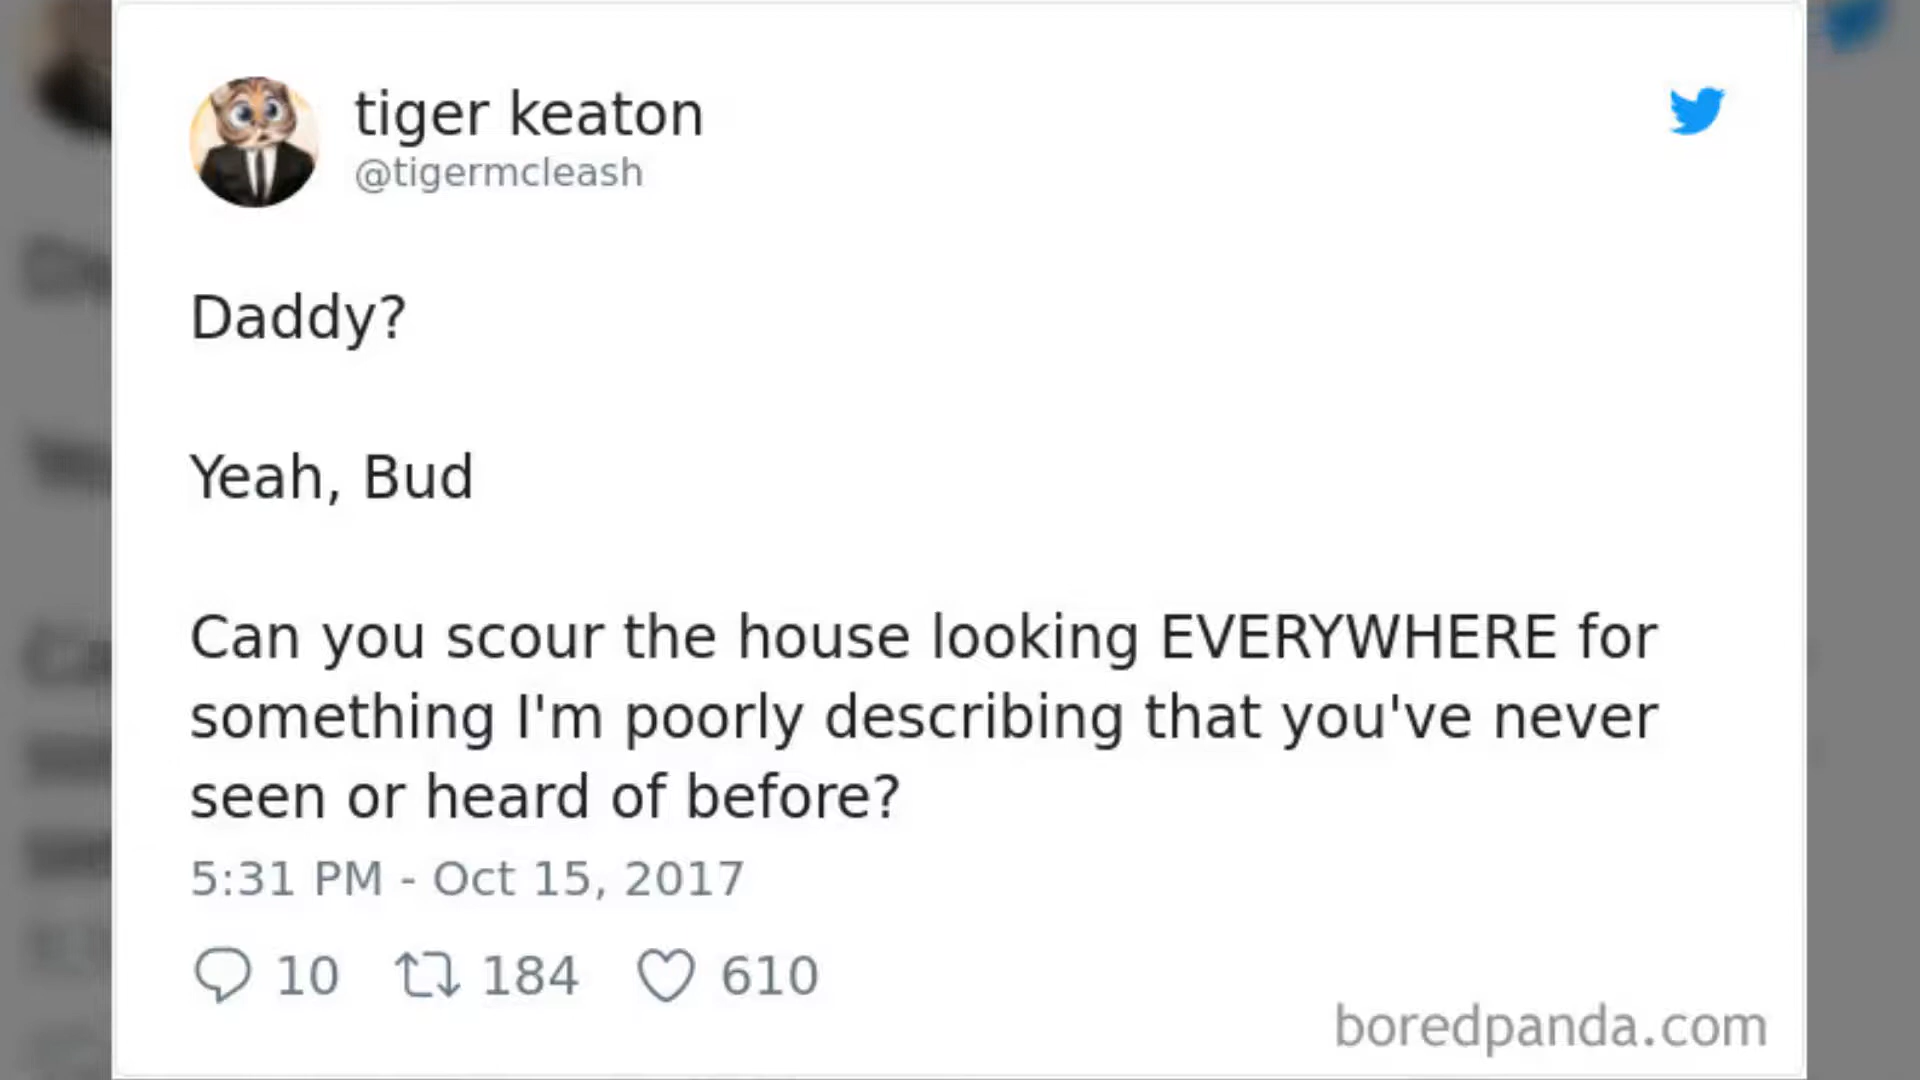 tiger keaton
@tigermcleash
Daddy?
Yeah, Bud
Can you scour the house looking EVERYWHERE for
something I'm poorly describing that you've never
seen or heard of before?
5:31 PM - Oct 15, 2017
10 184 610
boredpanda.com